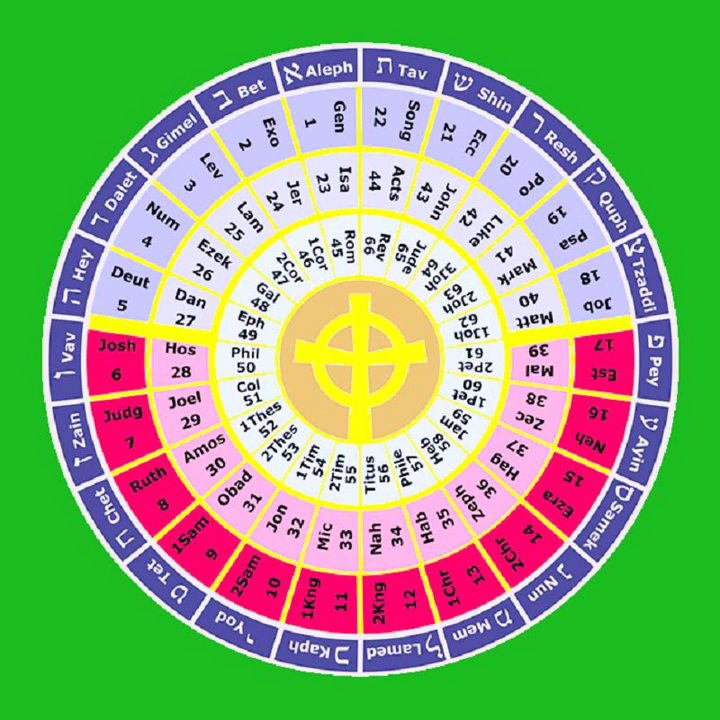 א Aleph
ב Bet
ג Gimel
ד Dalet
ה Hey
ו Vav
ז Zain
ח Chet
ט Tet
י Yod
כ Kaph
ל Lamed
מ Mem
נ Nun
ס Samek
ע Ayin
פ Pey
צ Tzaddi
ק Quph
ר Resh
ש Shin
ת Tav
Gen
1
Exo
2
Lev
3
Num
4
Deut
5
Josh
6
Judg
7
Ruth
8
1Sam
9
2Sam
10
1Kng
11
2Kng
12
1Chr
13
2Chr
14
Ezra
15
Neh
16
Est
17
Job
18
Psa
19
Pro
20
Ecc
21
Song
22
Isa
23
Jer
24
Lam
25
Ezek
26
Dan
27
Hos
28
Joel
29
Amos
30
Obad
31
Jon
32
Mic
33
Nah
34
Hab
35
Zeph
36
Hag
37
Zec
38
Mal
39
Matt
40
Mark
41
Luke
42
John
43
Acts
44
Rom
45
1Cor
46
2Cor
47
Gal
48
Eph
49
Phil
50
Col
51
1Thes
52
2Thes
53
1Tim
54
2Tim
55
Titus
56
Phile
57
Heb
58
Jam
59
1Pet
60
2Pet
61
1Joh
62
2Joh
63
3Joh
64
Jude
65
Rev
66